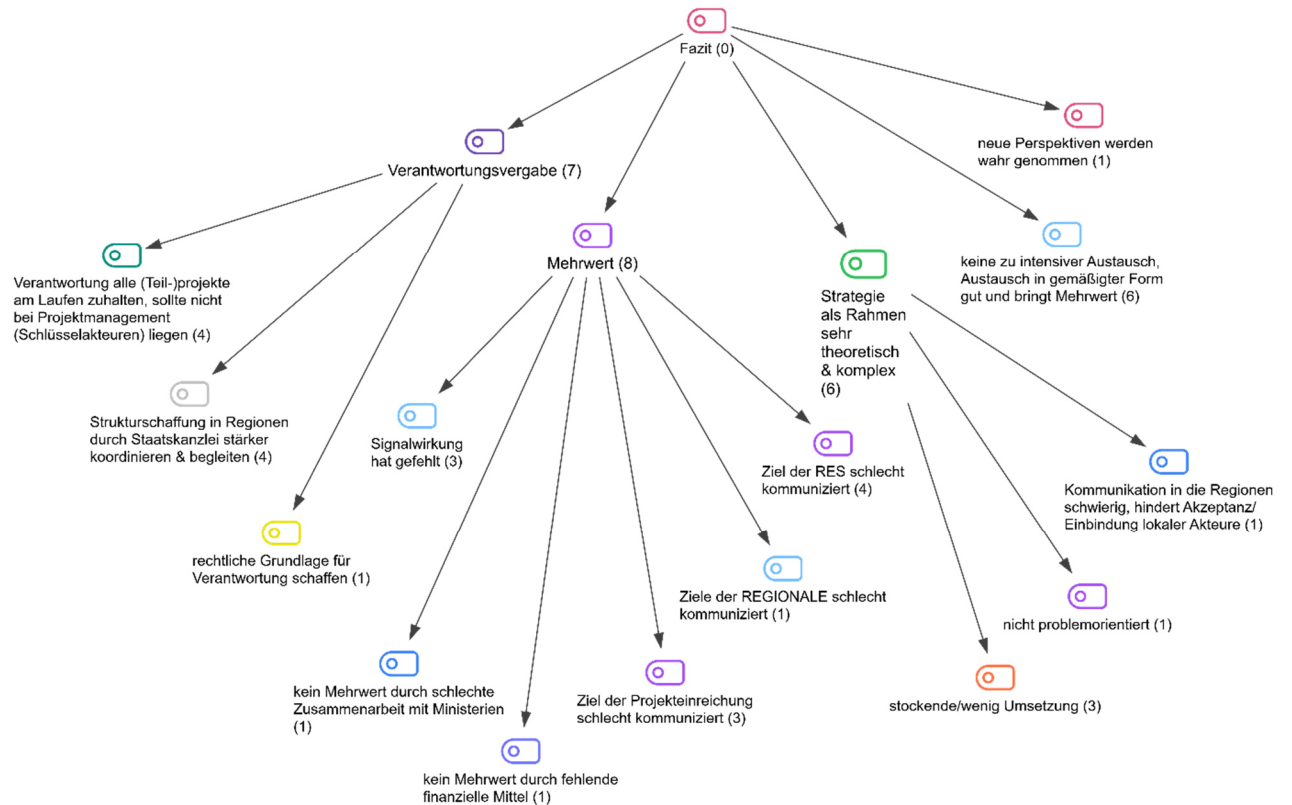 Fazit (0)
neue Perspektiven werden
wahr genommen (1)
Verantwortungsvergabe (7)
Mehrwert (8)
keine zu intensiver Austausch,
Austausch in gemäßigter Form
gut und bringt Mehrwert (6)
Strategie
als Rahmen
sehr
theoretisch
& komplex
(6)
Verantwortung alle (Teil-)projekte
am Laufen zuhalten, sollte nicht
bei Projektmanagement
(Schlüsselakteuren) liegen (4)
Strukturschaffung in Regionen
durch Staatskanzlei stärker
koordinieren & begleiten (4)
Signalwirkung
hat gefehlt (3)
Ziel der RES schlecht
kommuniziert (4)
Kommunikation in die Regionen
schwierig, hindert Akzeptanz/
Einbindung lokaler Akteure (1)
rechtliche Grundlage für
Verantwortung schaffen (1)
Ziele der REGIONALE schlecht
kommuniziert (1)
nicht problemorientiert (1)
kein Mehrwert durch schlechte
Zusammenarbeit mit Ministerien
(1)
Ziel der Projekteinreichung
schlecht kommuniziert (3)
stockende/wenig Umsetzung (3)
kein Mehrwert durch fehlende
finanzielle Mittel (1)